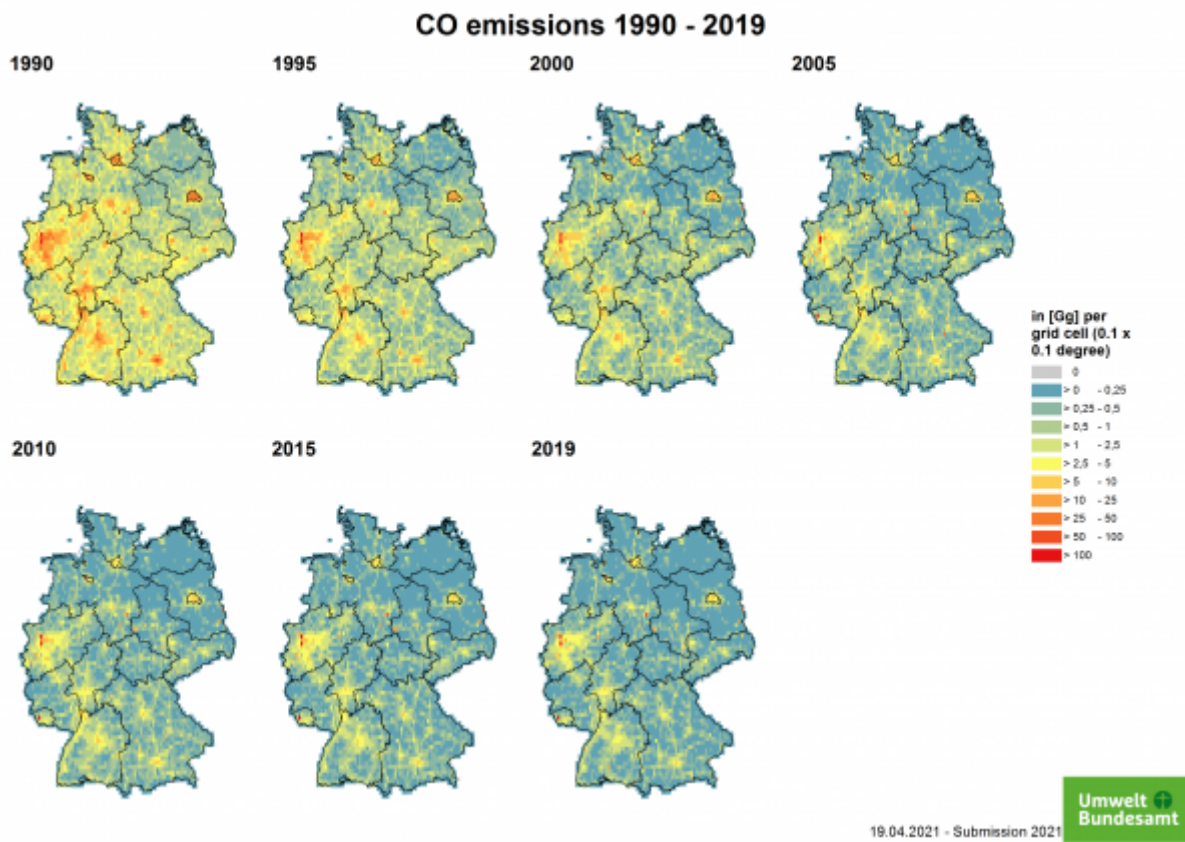 CO emissions 1990 - 2019
1990
1995
2000
2005
in [Gg] per
grid cell (0.1 x
0.1 degree)
0
> 0 - 0,25
> 0,25 - 0,5
> 0,5 - 1
> 1 - 2,5
> 2,5 - 5
> 5 - 10
> 10 - 25
> 25 - 50
> 50 - 100
> 100
2010
2015
2019
Umwelt
Bundesamt
19.04.2021 - Submission 2021